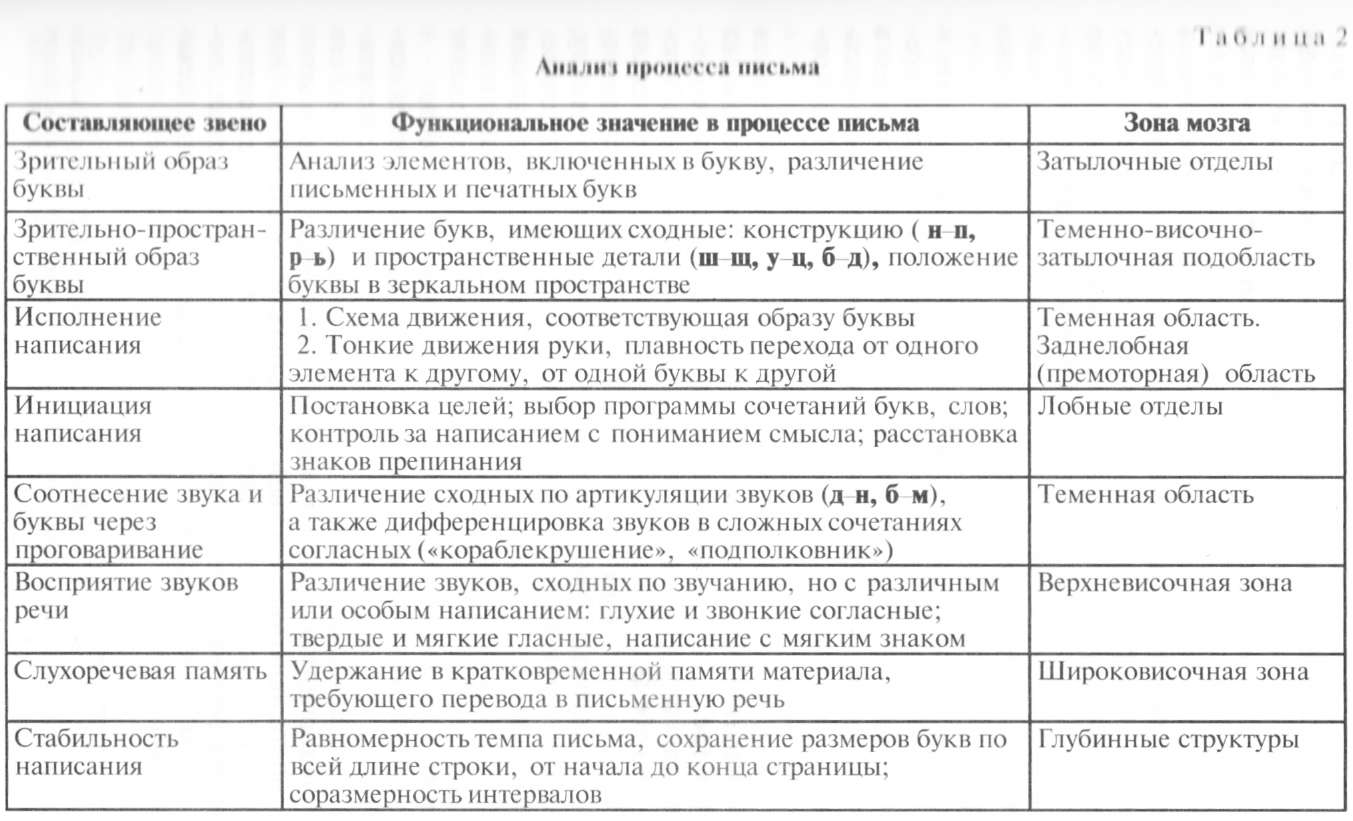 Таблица 2
Анализ процесса письма
Составляющее звено
Функциональное значение в процессе письма
Зона мозга
Зрительный образ
буквы
Анализ элементов, включенных в букву, различение
письменных и печатных букв
Затылочные отделы
Зрительно-простран-
ственный образ
буквы
Различение букв, имеющих сходные: конструкцию ( н–п,
р–ь) и пространственные детали (ш–щ, у–ц, б–д), положение
буквы в зеркальном пространстве
Теменно-височно-
затылочная подобласть
Исполнение
написания
1. Схема движения, соответствующая образу буквы
2. Тонкие движения руки, плавность перехода от одного
элемента к другому, от одной буквы к другой
Теменная область.
Заднелобная
(премоторная) область
Инициация
написания
Постановка целей; выбор программы сочетаний букв, слов;
контроль за написанием с пониманием смысла; расстановка
знаков препинания
Лобные отделы
Соотнесение звука и
буквы через
проговаривание
Различение сходных по артикуляции звуков (д–н, б–м),
а также дифференцировка звуков в сложных сочетаниях
согласных («кораблекрушение», «подполковник»)
Теменная область
Восприятие звуков
речи
Различение звуков, сходных по звучанию, но с различным
или особым написанием: глухие и звонкие согласные;
твердые и мягкие гласные, написание с мягким знаком
Верхневисочная зона
Слухоречевая память
Удержание в кратковременной памяти материала,
требующего перевода в письменную речь
Широковисочная зона
Стабильность
написания
Равномерность темпа письма, сохранение размеров букв по
всей длине строки, от начала до конца страницы;
соразмерность интервалов
Глубинные структуры